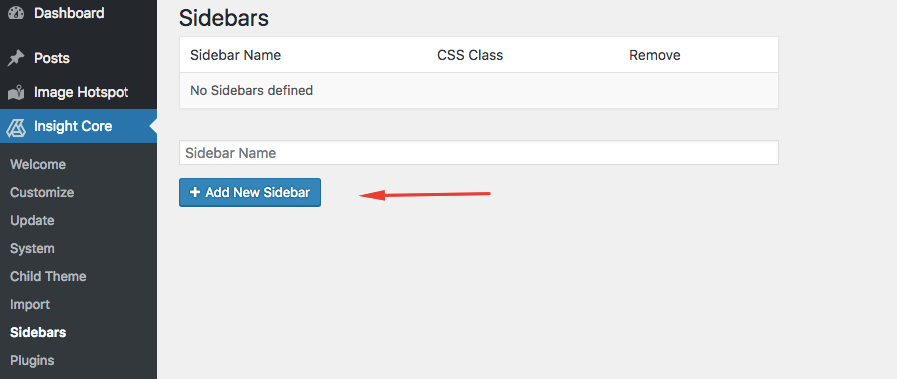 Dashboard
Posts
Image Hotspot
Insight Core
Welcome
Customize
Update
System
Child Theme
Import
Sidebars
Plugins
Sidebars
Sidebar Name CSS Class Remove
No Sidebars defined
Sidebar Name
+ Add New Sidebar